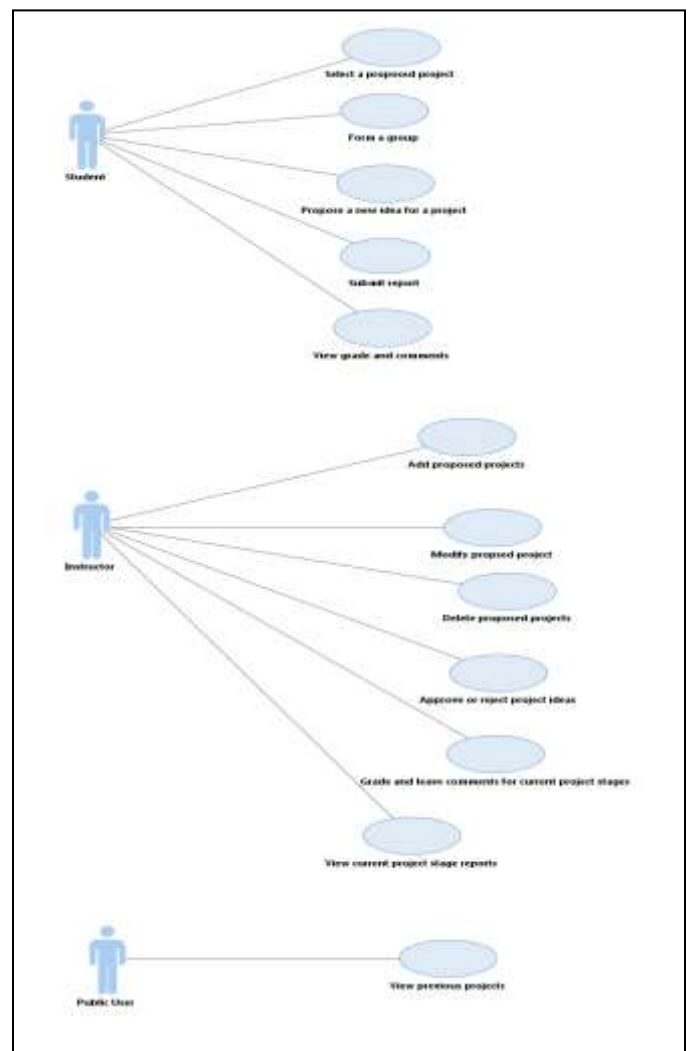 Select a proposed project
Form a group
Student
Propose a new idea for a project
Submit report
View grade and comments
Add proposed projects
Instructor
Modify propsed project
Delete proposed projects
Approve or reject project ideas
Grade and leave comments for current project stages
View current project stage reports
Public User
View previous projects